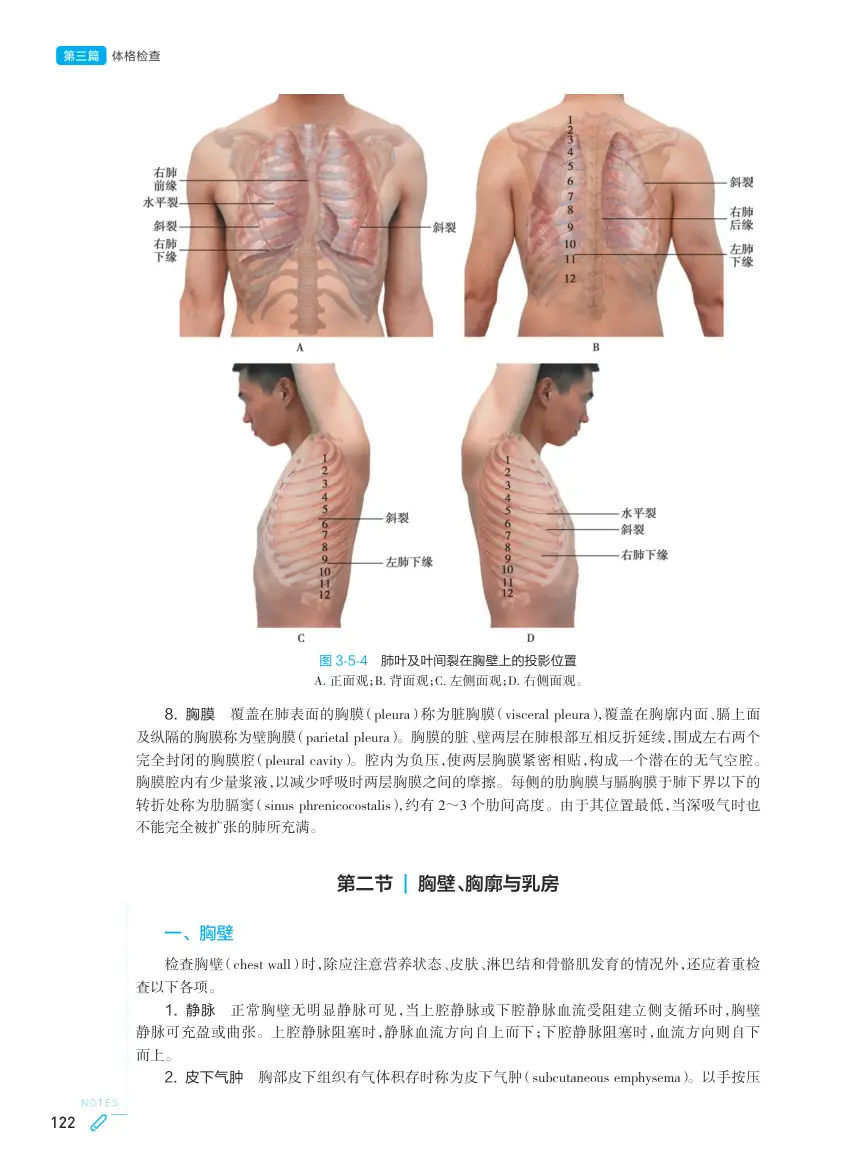 第三篇 体格检查
右肺
前缘
水平裂
斜裂
右肺
下缘
斜裂
A
1
2
3
4
5
6
7
8
9
10
11
12
斜裂
右肺
后缘
左肺
下缘
B
1
2
3
4
5
6
7
8
9
10
11
12
斜裂
左肺下缘
C
1
2
3
4
5
6
7
8
9
10
11
12
水平裂
斜裂
右肺下缘
D
图 3-5-4 肺叶及叶间裂在胸壁上的投影位置
A. 正面观;B. 背面观;C. 左侧面观;D. 右侧面观。
8. 胸膜 覆盖在肺表面的胸膜(pleura)称为脏胸膜(visceral pleura),覆盖在胸廓内面、膈上面
及纵隔的胸膜称为壁胸膜(parietal pleura)。胸膜的脏、壁两层在肺根部互相反折延续,围成左右两个
完全封闭的胸膜腔(pleural cavity)。腔内为负压,使两层胸膜紧密相贴,构成一个潜在的无气空腔。
胸膜腔内有少量浆液,以减少呼吸时两层胸膜之间的摩擦。每侧的肋胸膜与膈胸膜于肺下界以下的
转折处称为肋膈窦(sinus phrenicocostalis),约有 2～3 个肋间高度。由于其位置最低,当深吸气时也
不能完全被扩张的肺所充满。
第二节 | 胸壁、胸廓与乳房
一、胸壁
检查胸壁(chest wall)时,除应注意营养状态、皮肤、淋巴结和骨骼肌发育的情况外,还应着重检
查以下各项。
1. 静脉 正常胸壁无明显静脉可见,当上腔静脉或下腔静脉血流受阻建立侧支循环时,胸壁
静脉可充盈或曲张。上腔静脉阻塞时,静脉血流方向自上而下;下腔静脉阻塞时,血流方向则自下
而上。
2. 皮下气肿 胸部皮下组织有气体积存时称为皮下气肿(subcutaneous emphysema)。以手按压
NOTES
122